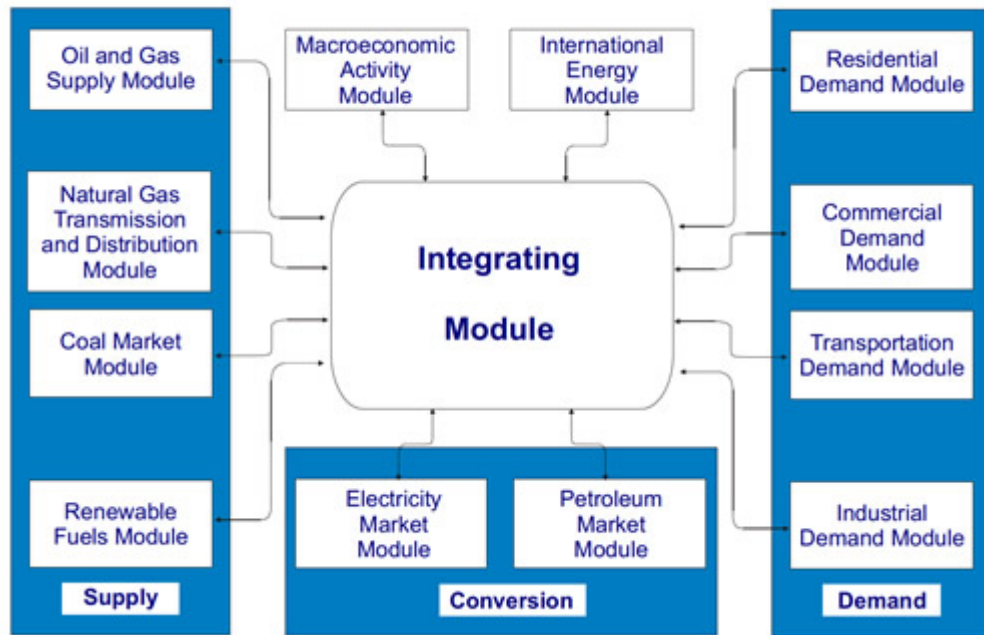 Oil and Gas
Supply Module
Natural Gas
Transmission
and Distribution
Module
Coal Market
Module
Renewable
Fuels Module
Supply
Macroeconomic
Activity
Module
International
Energy
Module
Integrating
Module
Electricity
Market
Module
Petroleum
Market
Module
Conversion
Residential
Demand Module
Commercial
Demand
Module
Transportation
Demand Module
Industrial
Demand Module
Demand